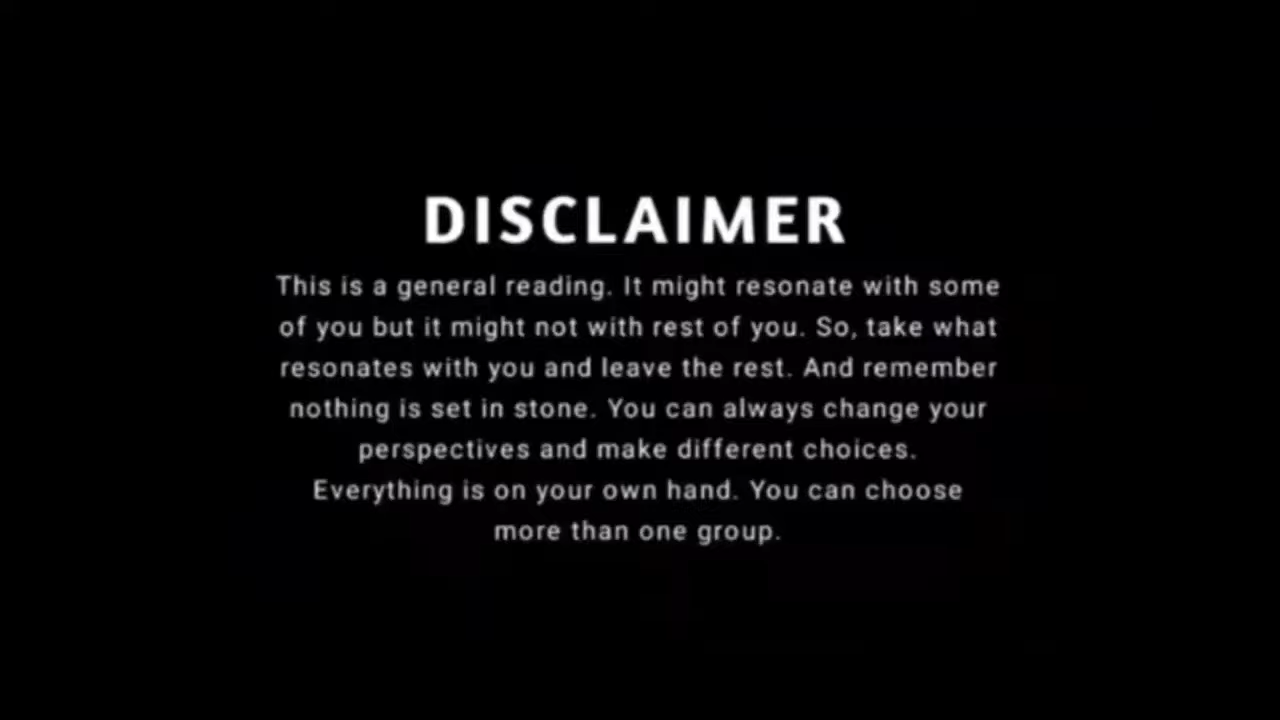 DISCLAIMER
This is a general reading. It might resonate with some
of you but it might not with rest of you. So, take what
resonates with you and leave the rest. And remember
nothing is set in stone. You can always change your
perspectives and make different choices.
Everything is on your own hand. You can choose
more than one group.